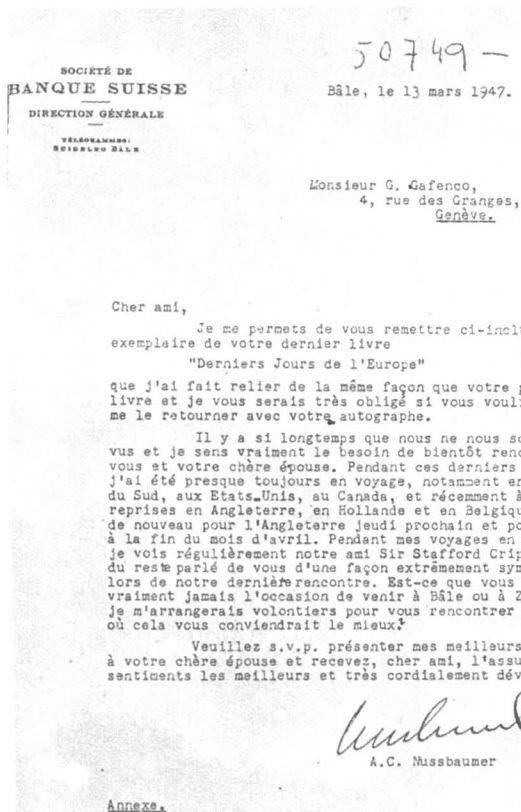 50749 —
SOCIÉTÉ DE
BANQUE SUISSE
DIRECTION GÉNÉRALE
TÉLÉGRAMMES:
SUISELNO BÂLE
Bâle, le 13 mars 1947.
Monsieur G. Gafenco,
4, rue des Granges,
Genève.
Cher ami,
Je me permets de vous remettre ci-incl
exemplaire de votre dernier livre
"Derniers Jours de l'Europe"
que j'ai fait relier de la même façon que votre p
livre et je vous serais très obligé si vous vouli
me le retourner avec votre autographe.
Il y a si longtemps que nous ne nous so
vus et je sens vraiment le besoin de bientôt renc
vous et votre chère épouse. Pendant ces derniers
j'ai été presque toujours en voyage, notamment en
du Sud, aux Etats-Unis, au Canada, et récemment à
reprises en Angleterre, en Hollande et en Belgiqu
de nouveau pour l'Angleterre jeudi prochain et po
à la fin du mois d'avril. Pendant mes voyages en
je vois régulièrement notre ami Sir Stafford Crip
du reste parlé de vous d'une façon extrêmement sym
lors de notre dernière rencontre. Est-ce que vous
vraiment jamais l'occasion de venir à Bâle ou à Z
je m'arrangerais volontiers pour vous rencontrer
où cela vous conviendrait le mieux.
Veuillez s.v.p. présenter mes meilleurs
à votre chère épouse et recevez, cher ami, l'assu
sentiments les meilleurs et très cordialement dév
A.C. Nussbaumer
Annexe.